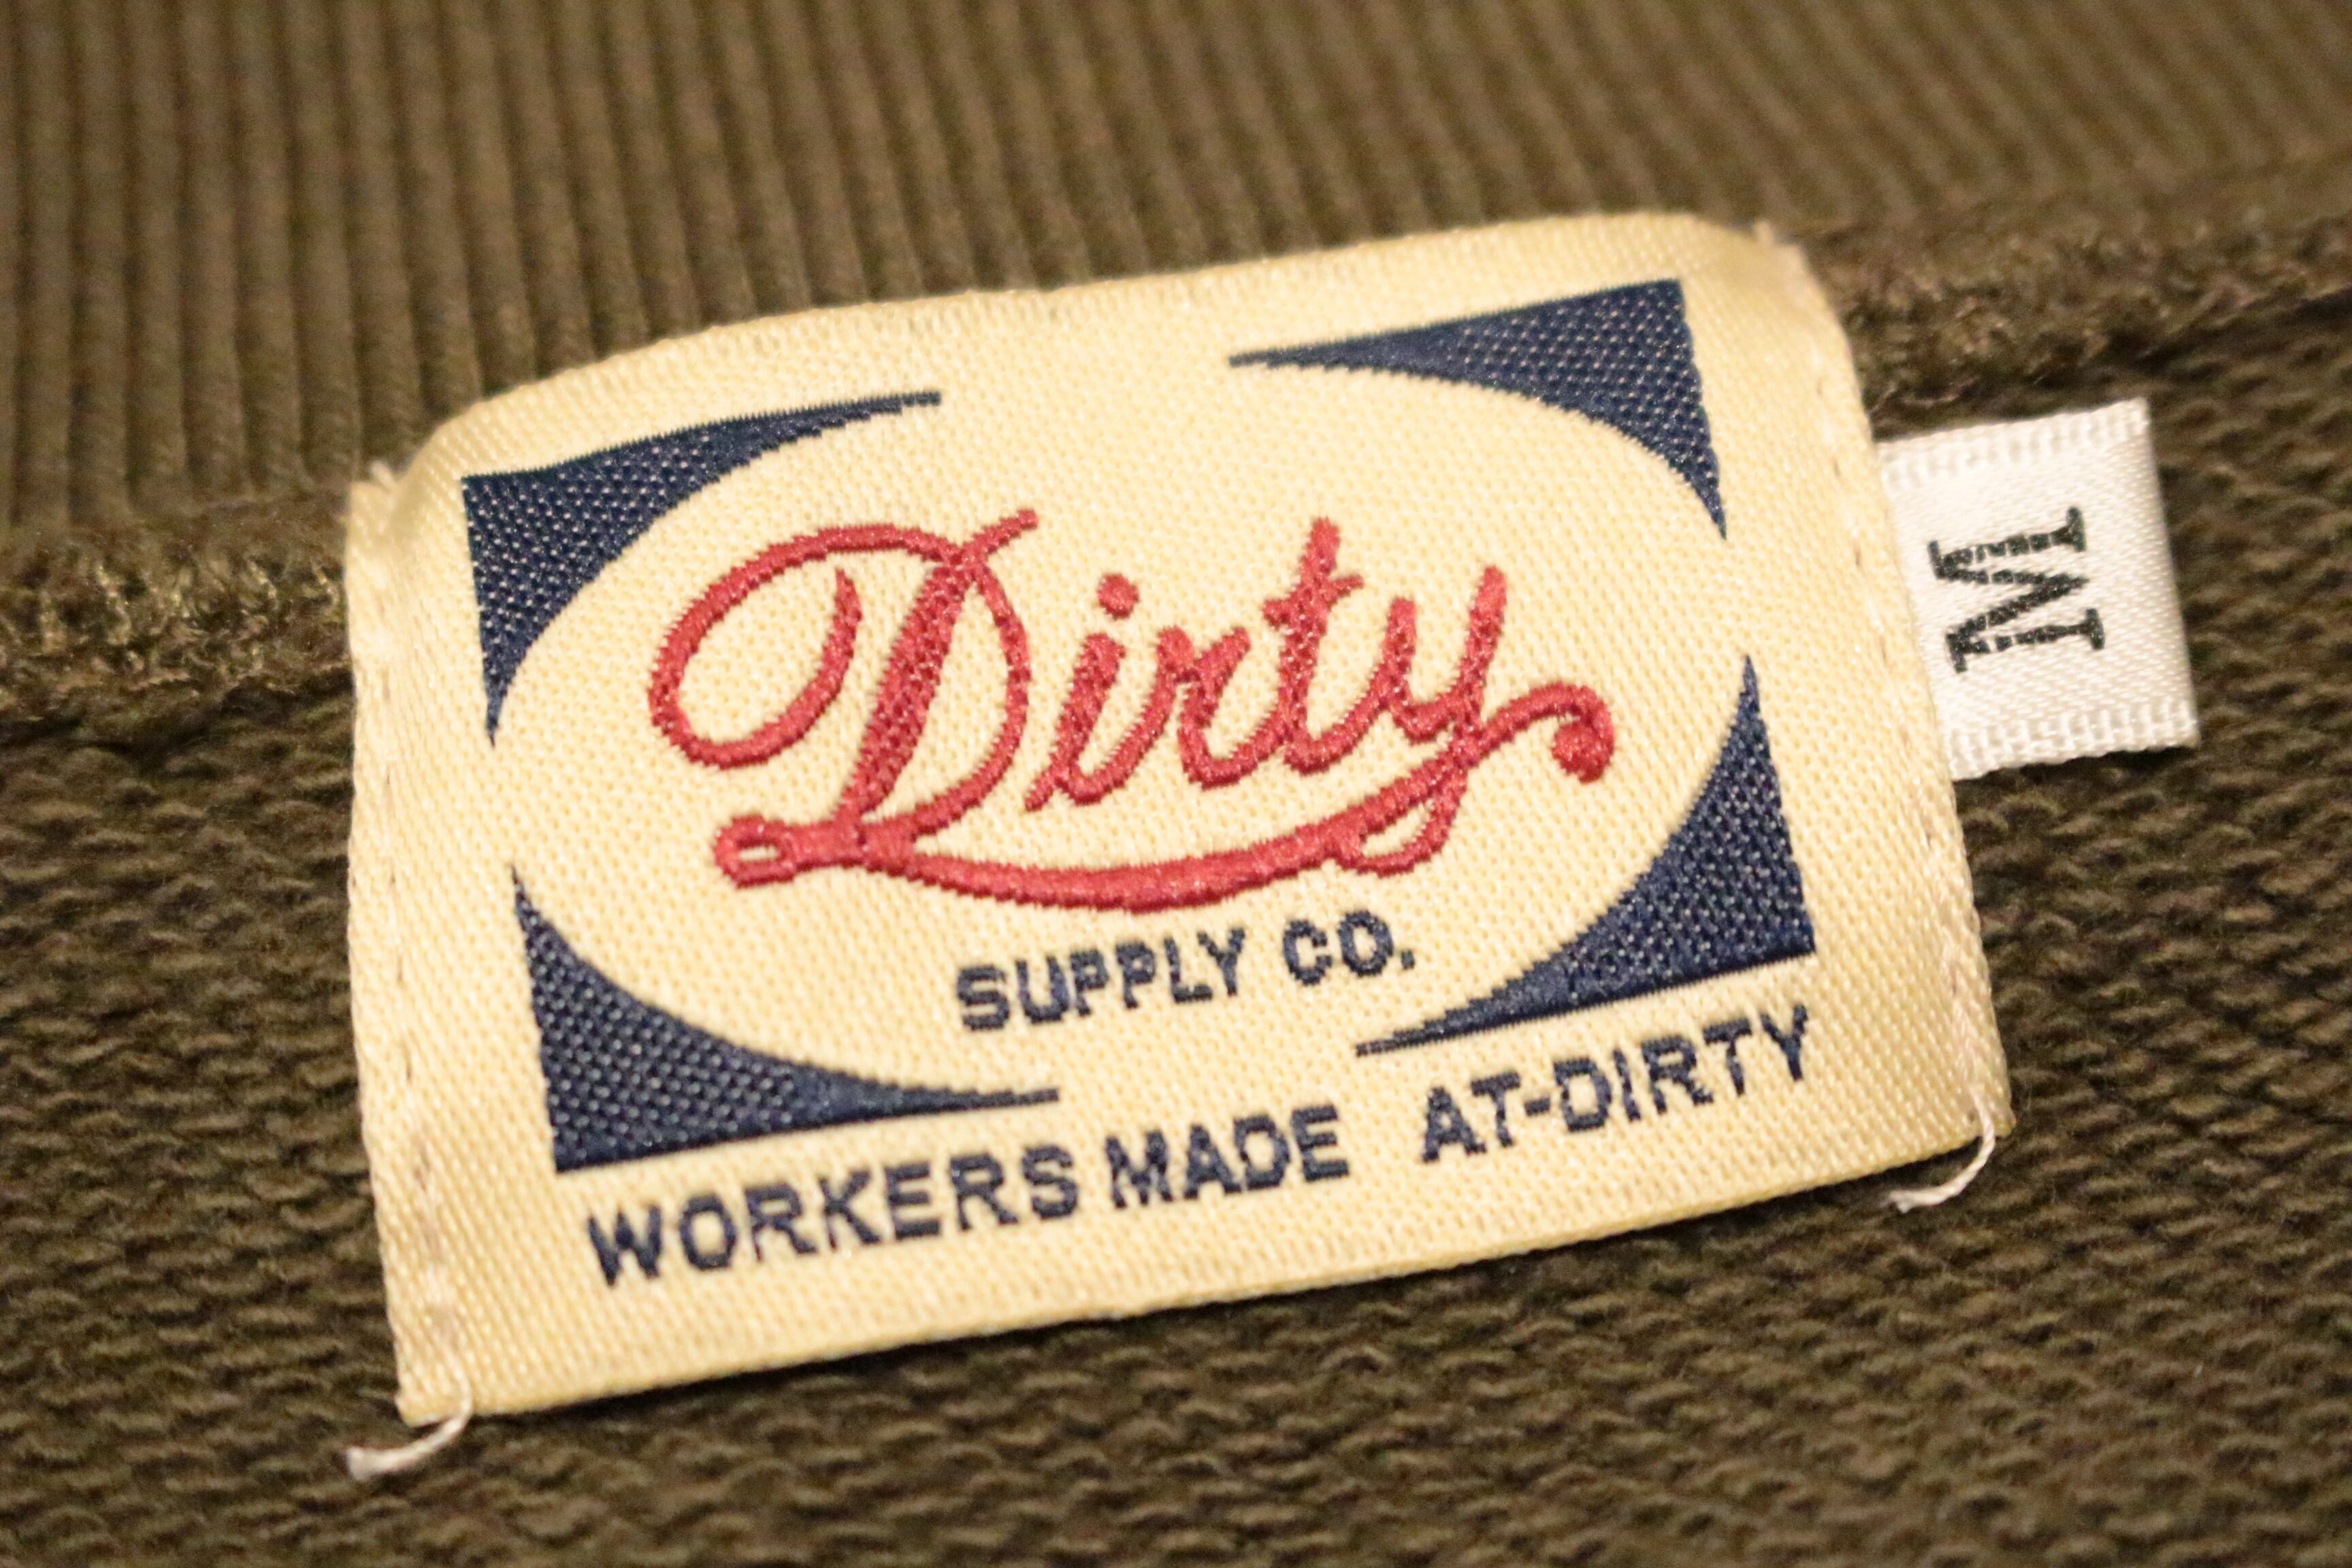 Dirty
SUPPLY CO.
WORKERS MADE AT-DIRTY
M